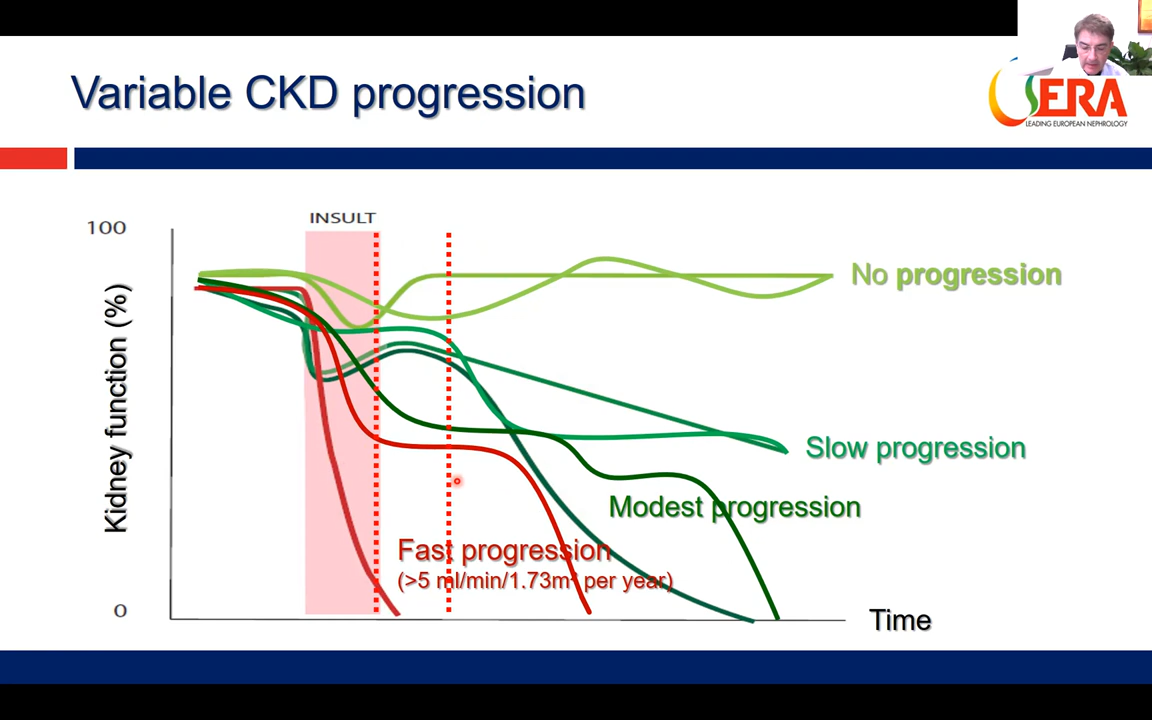 Variable CKD progression
ERA
LEADING EUROPEAN NEPHROLOGY
INSULT
100
No progression
Kidney function (%)
Slow progression
Modest progression
Fast progression
(>5 ml/min/1.73m² per year)
0
Time